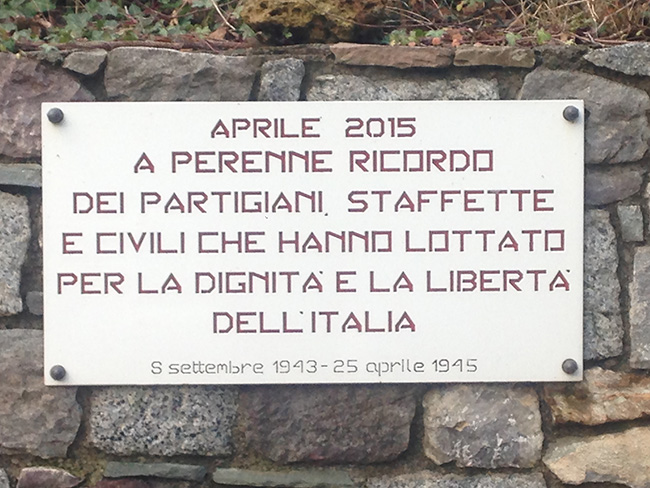 APRILE 2015
A PERENNE RICORDO
DEI PARTIGIANI, STAFFETTE
E CIVILI CHE HANNO LOTTATO
PER LA DIGNITA' E LA LIBERTA'
DELL'ITALIA
8 settembre 1943 - 25 aprile 1945